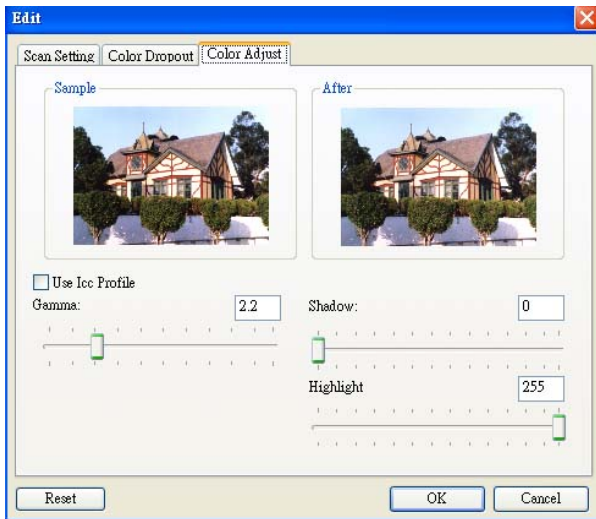 Edit
Scan Setting Color Dropout Color Adjust
Sample After
Use Icc Profile
Gamma: 2.2 Shadow: 0
Highlight 255
Reset OK Cancel